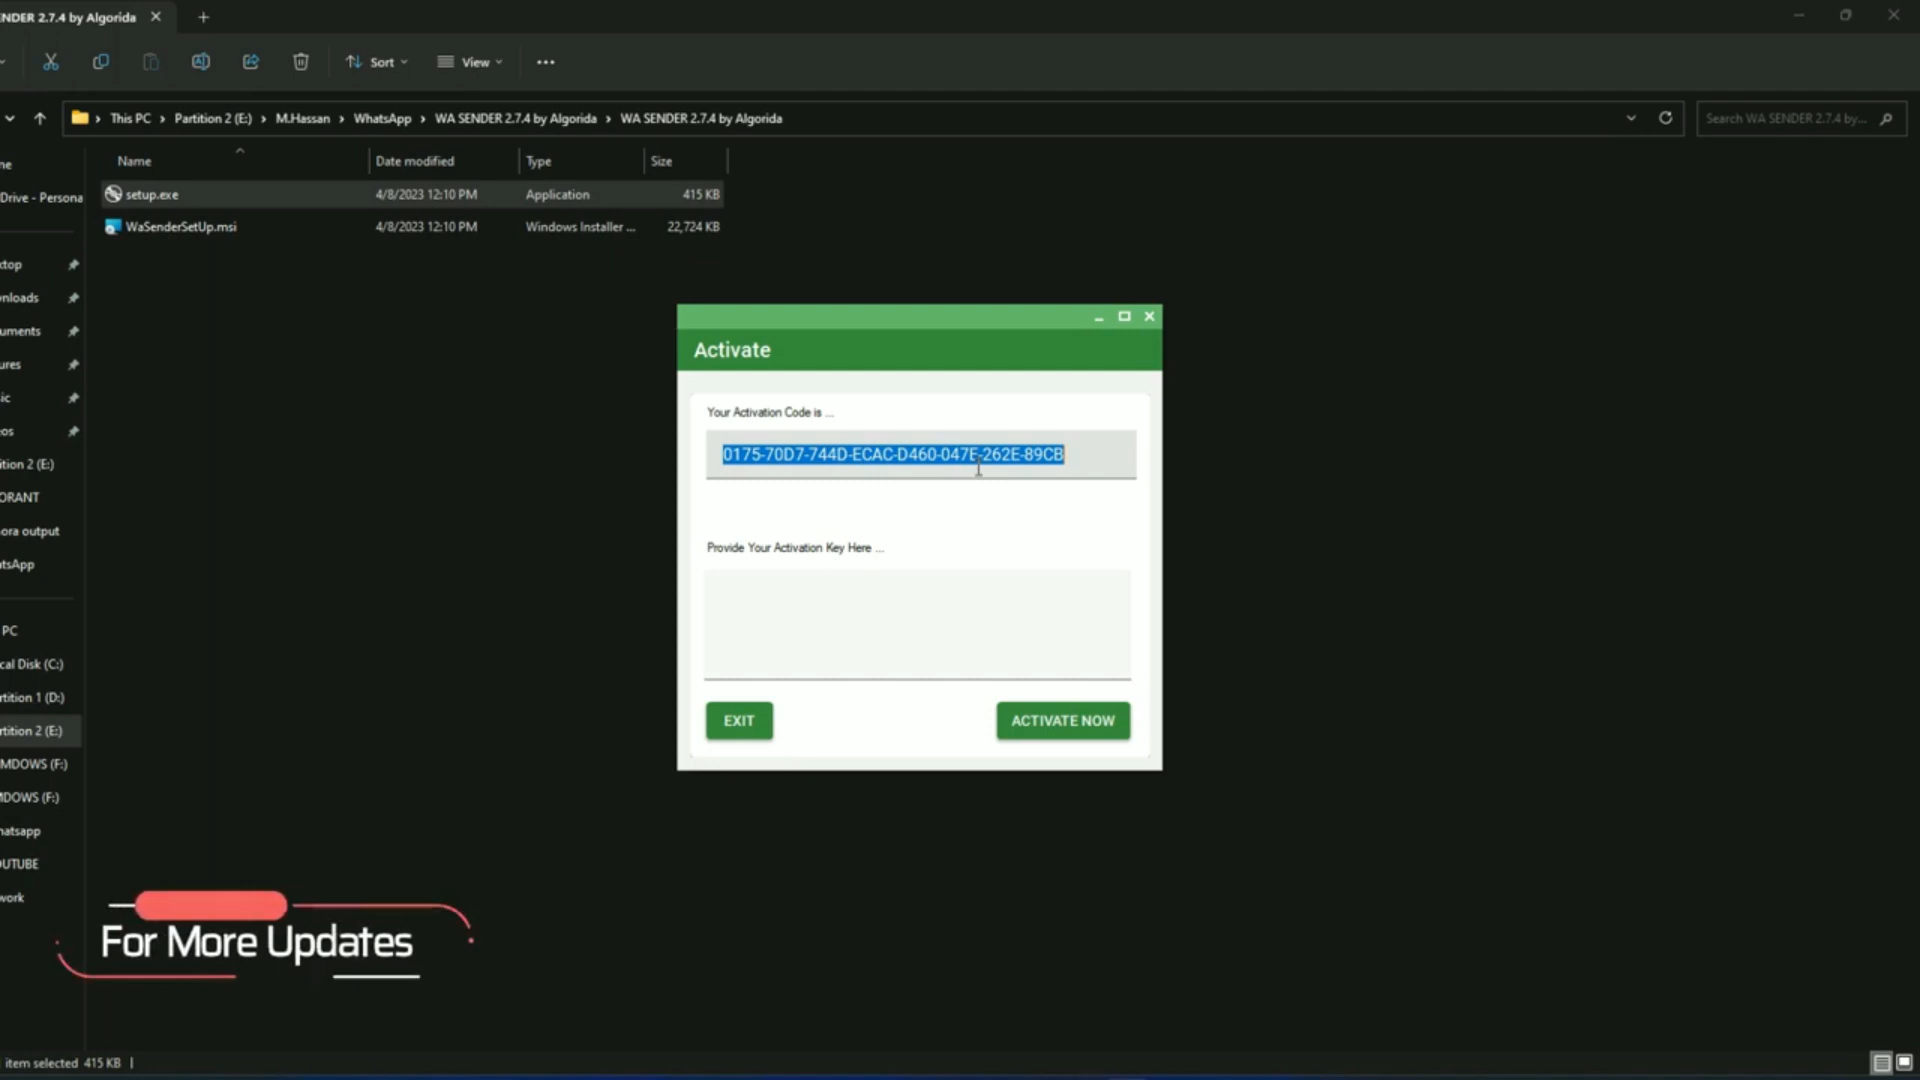 NDER 2.7.4 by Algorida
Sort
View
This PC > Partition 2 (E:) > M.Hassan > WhatsApp > WA SENDER 2.7.4 by Algorida > WA SENDER 2.7.4 by Algorida
Search WA SENDER 2.7.4 by...
Name Date modified Type Size
setup.exe 4/8/2023 12:10 PM Application 415 KB
WaSenderSetUp.msi 4/8/2023 12:10 PM Windows Installer ... 22,724 KB
ne
Drive - Persona
ktop
nloads
uments
ures
ic
os
ition 2 (E:)
ORANT
ora output
tsApp
PC
cal Disk (C:)
rtition 1 (D:)
rtition 2 (E:)
MDOWS (F:)
MDOWS (F:)
hatsapp
OUTUBE
work
Activate
Your Activation Code is ...
0175-70D7-744D-ECAC-D460-047E-262E-89CB
Provide Your Activation Key Here ...
EXIT
ACTIVATE NOW
For More Updates
item selected 415 KB